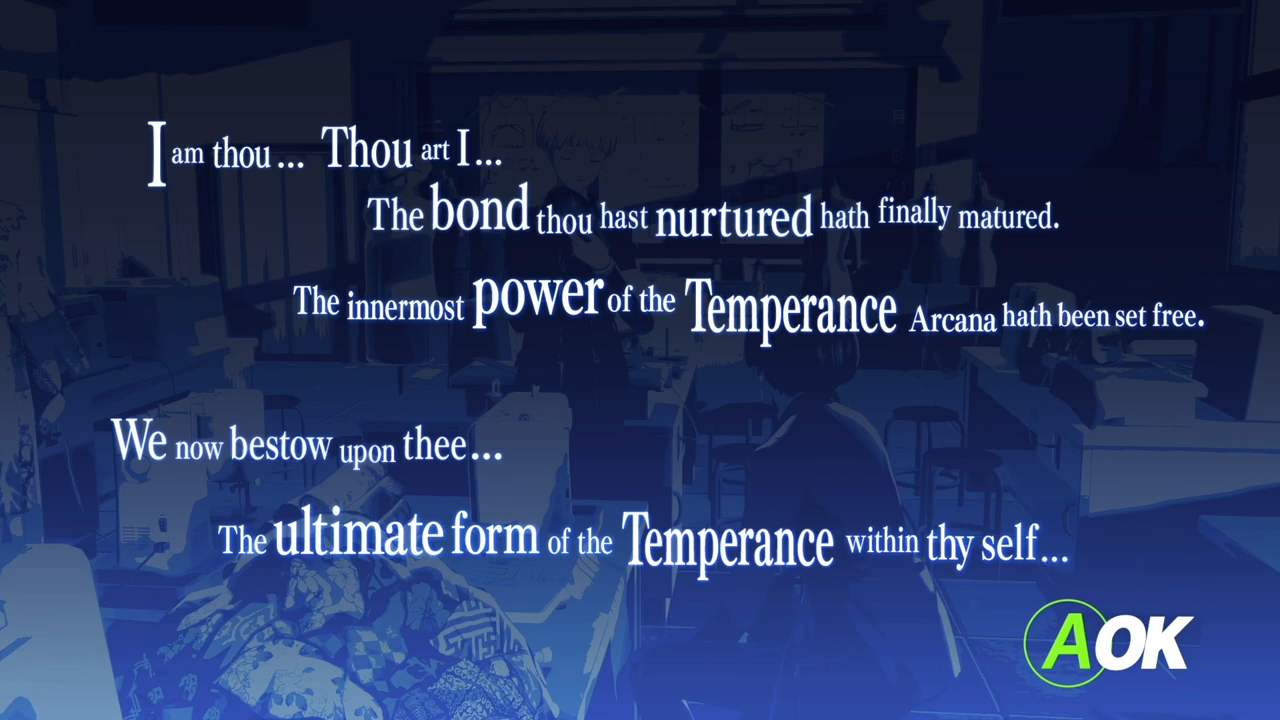 I am thou... Thou art I...
The bond thou hast nurtured hath finally matured.
The innermost power of the Temperance Arcana hath been set free.
We now bestow upon thee...
The ultimate form of the Temperance within thy self...
A OK